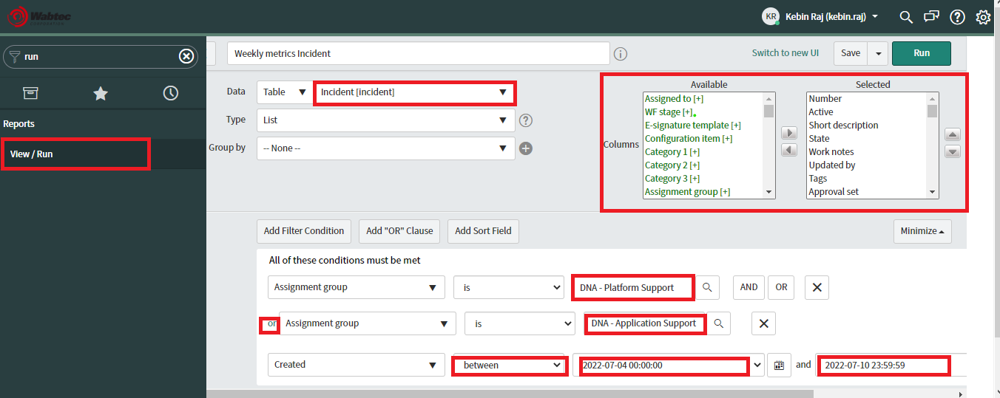 Wabtec
CORPORATION
KR Kebin Raj (kebin.raj)
run
Weekly metrics Incident
Switch to new UI
Save
Run
Reports
View / Run
Data
Table
Incident [incident]
Type
List
Group by
-- None --
Columns
Available
Assigned to [+]
WF stage [+]
E-signature template [+]
Configuration item [+]
Category 1 [+]
Category 2 [+]
Category 3 [+]
Assignment group [+]
Selected
Number
Active
Short description
State
Work notes
Updated by
Tags
Approval set
Add Filter Condition
Add "OR" Clause
Add Sort Field
Minimize
All of these conditions must be met
Assignment group is DNA - Platform Support AND OR
or Assignment group is DNA - Application Support
Created between 2022-07-04 00:00:00 and 2022-07-10 23:59:59